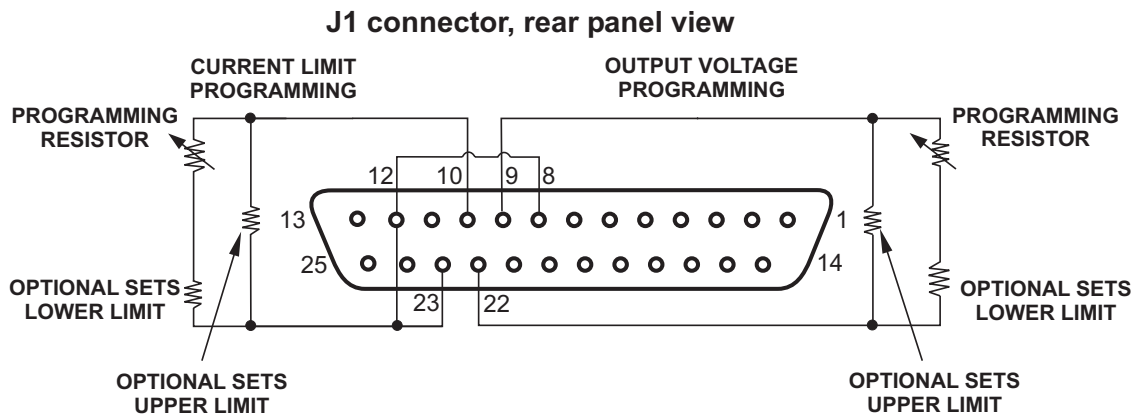 J1 connector, rear panel view
CURRENT LIMIT
PROGRAMMING
OUTPUT VOLTAGE
PROGRAMMING
PROGRAMMING
RESISTOR
PROGRAMMING
RESISTOR
12 10 9 8
13
1
25
14
23 22
OPTIONAL SETS
LOWER LIMIT
OPTIONAL SETS
LOWER LIMIT
OPTIONAL SETS
UPPER LIMIT
OPTIONAL SETS
UPPER LIMIT